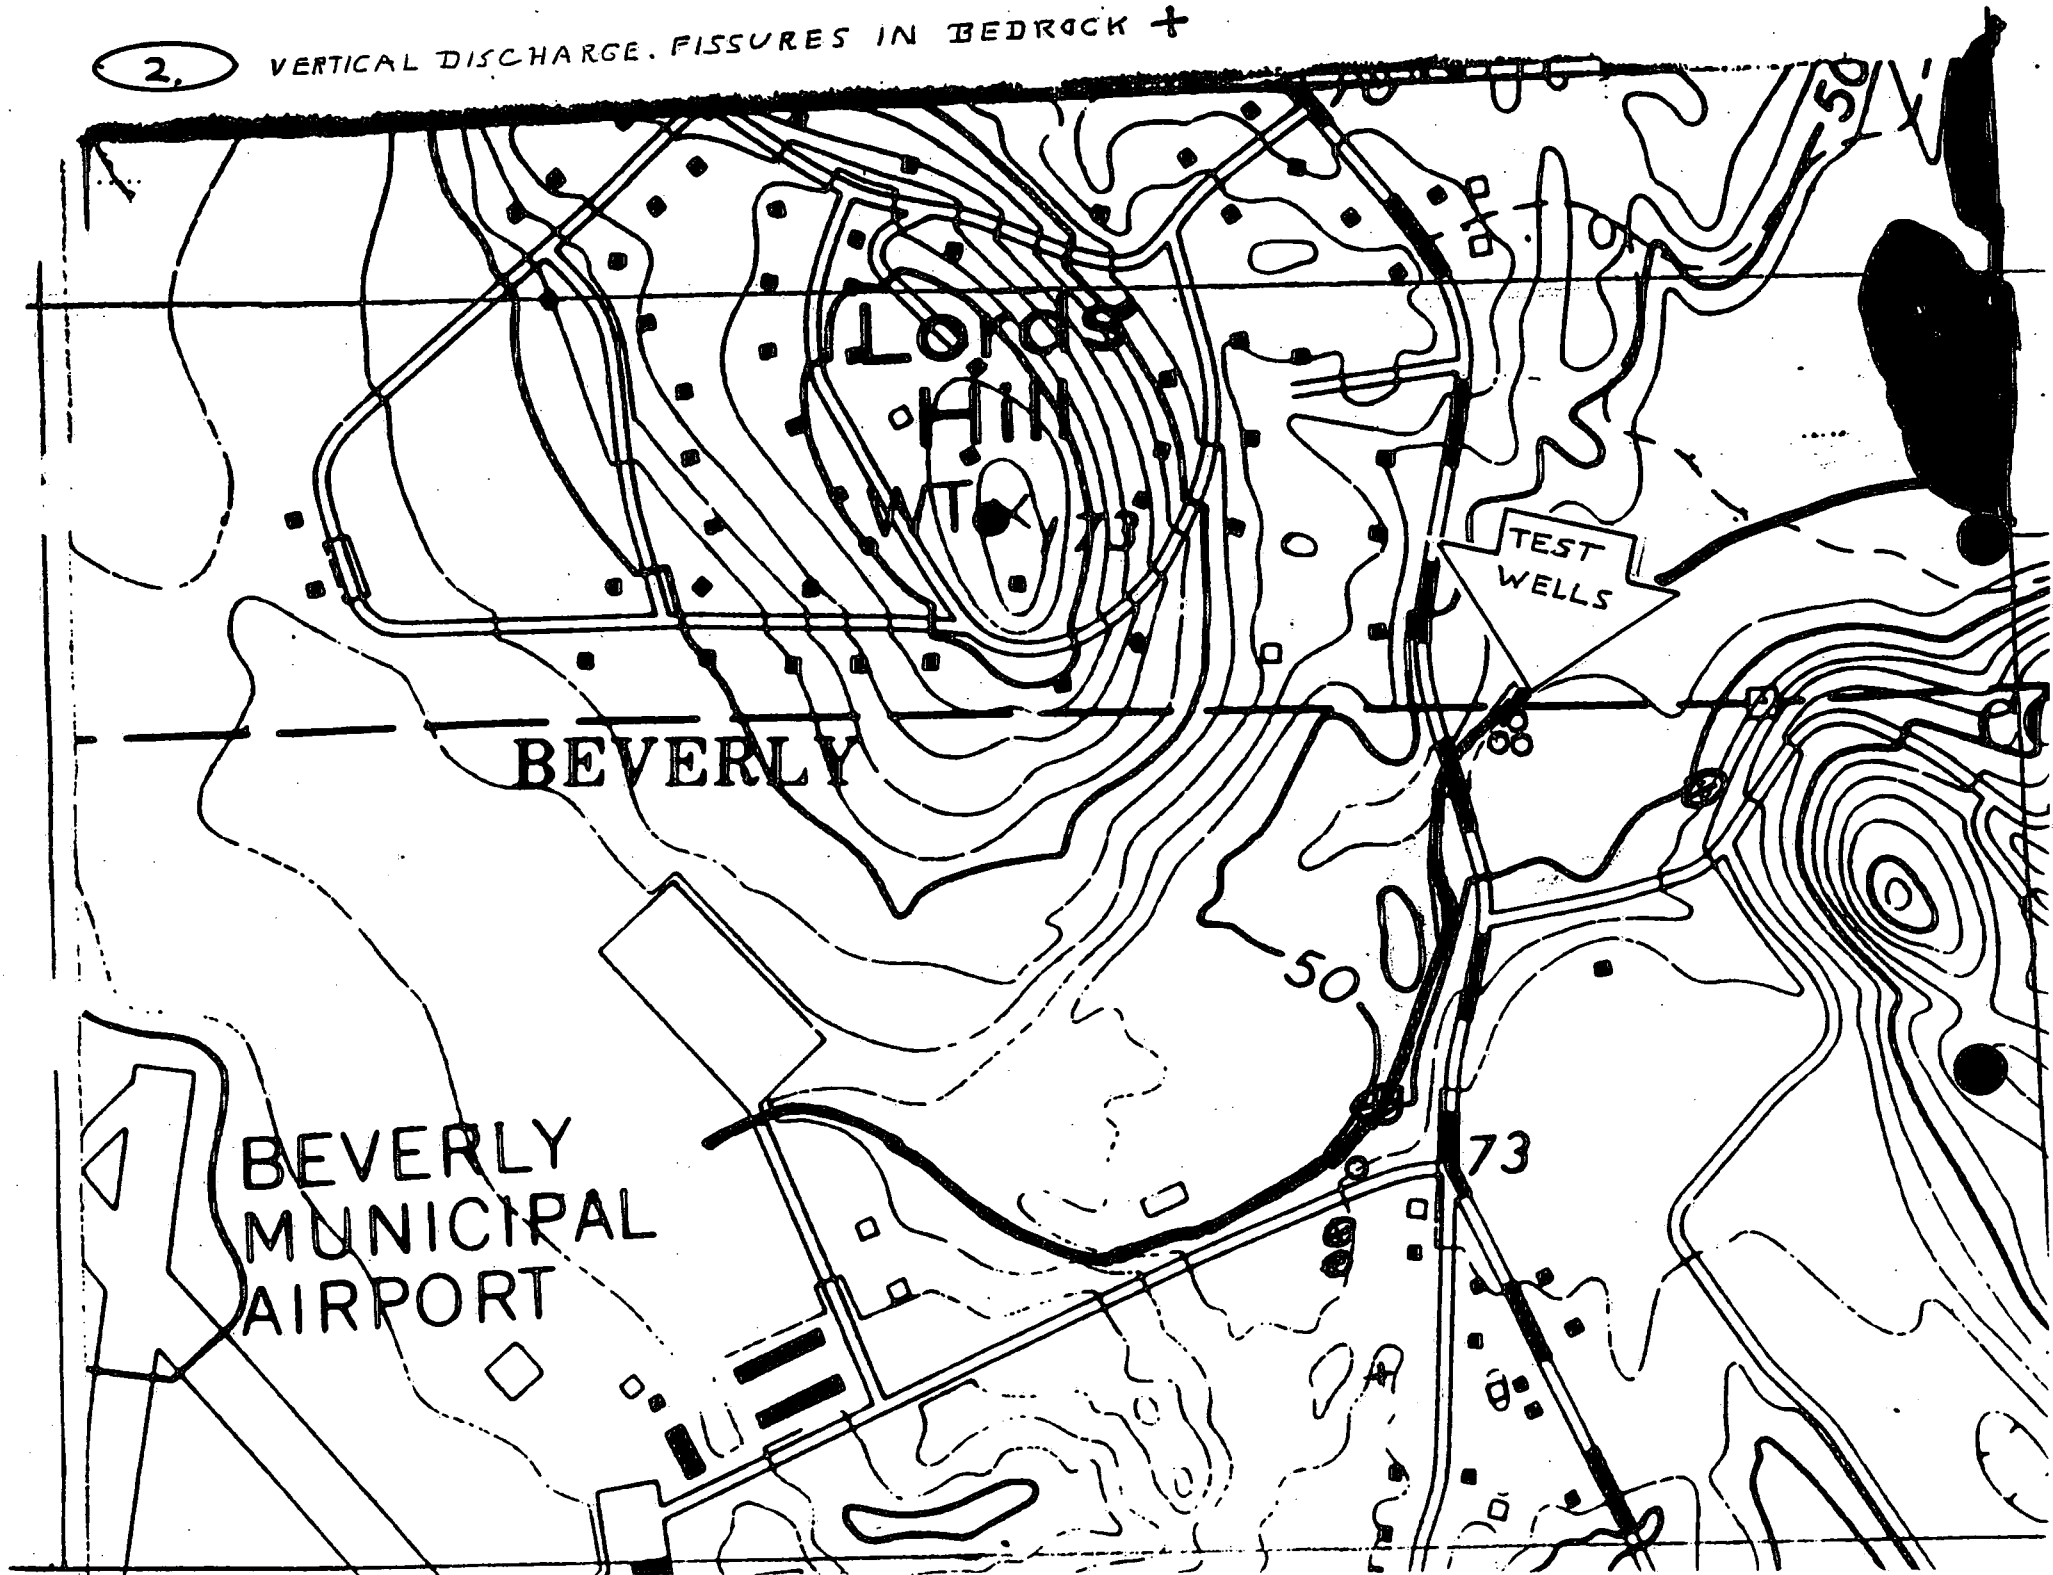 2. VERTICAL DISCHARGE. FISSURES IN BEDROCK +
50
Lords
Hill
WT
TEST
WELLS
BEVERLY
50
73
BEVERLY
MUNICIPAL
AIRPORT